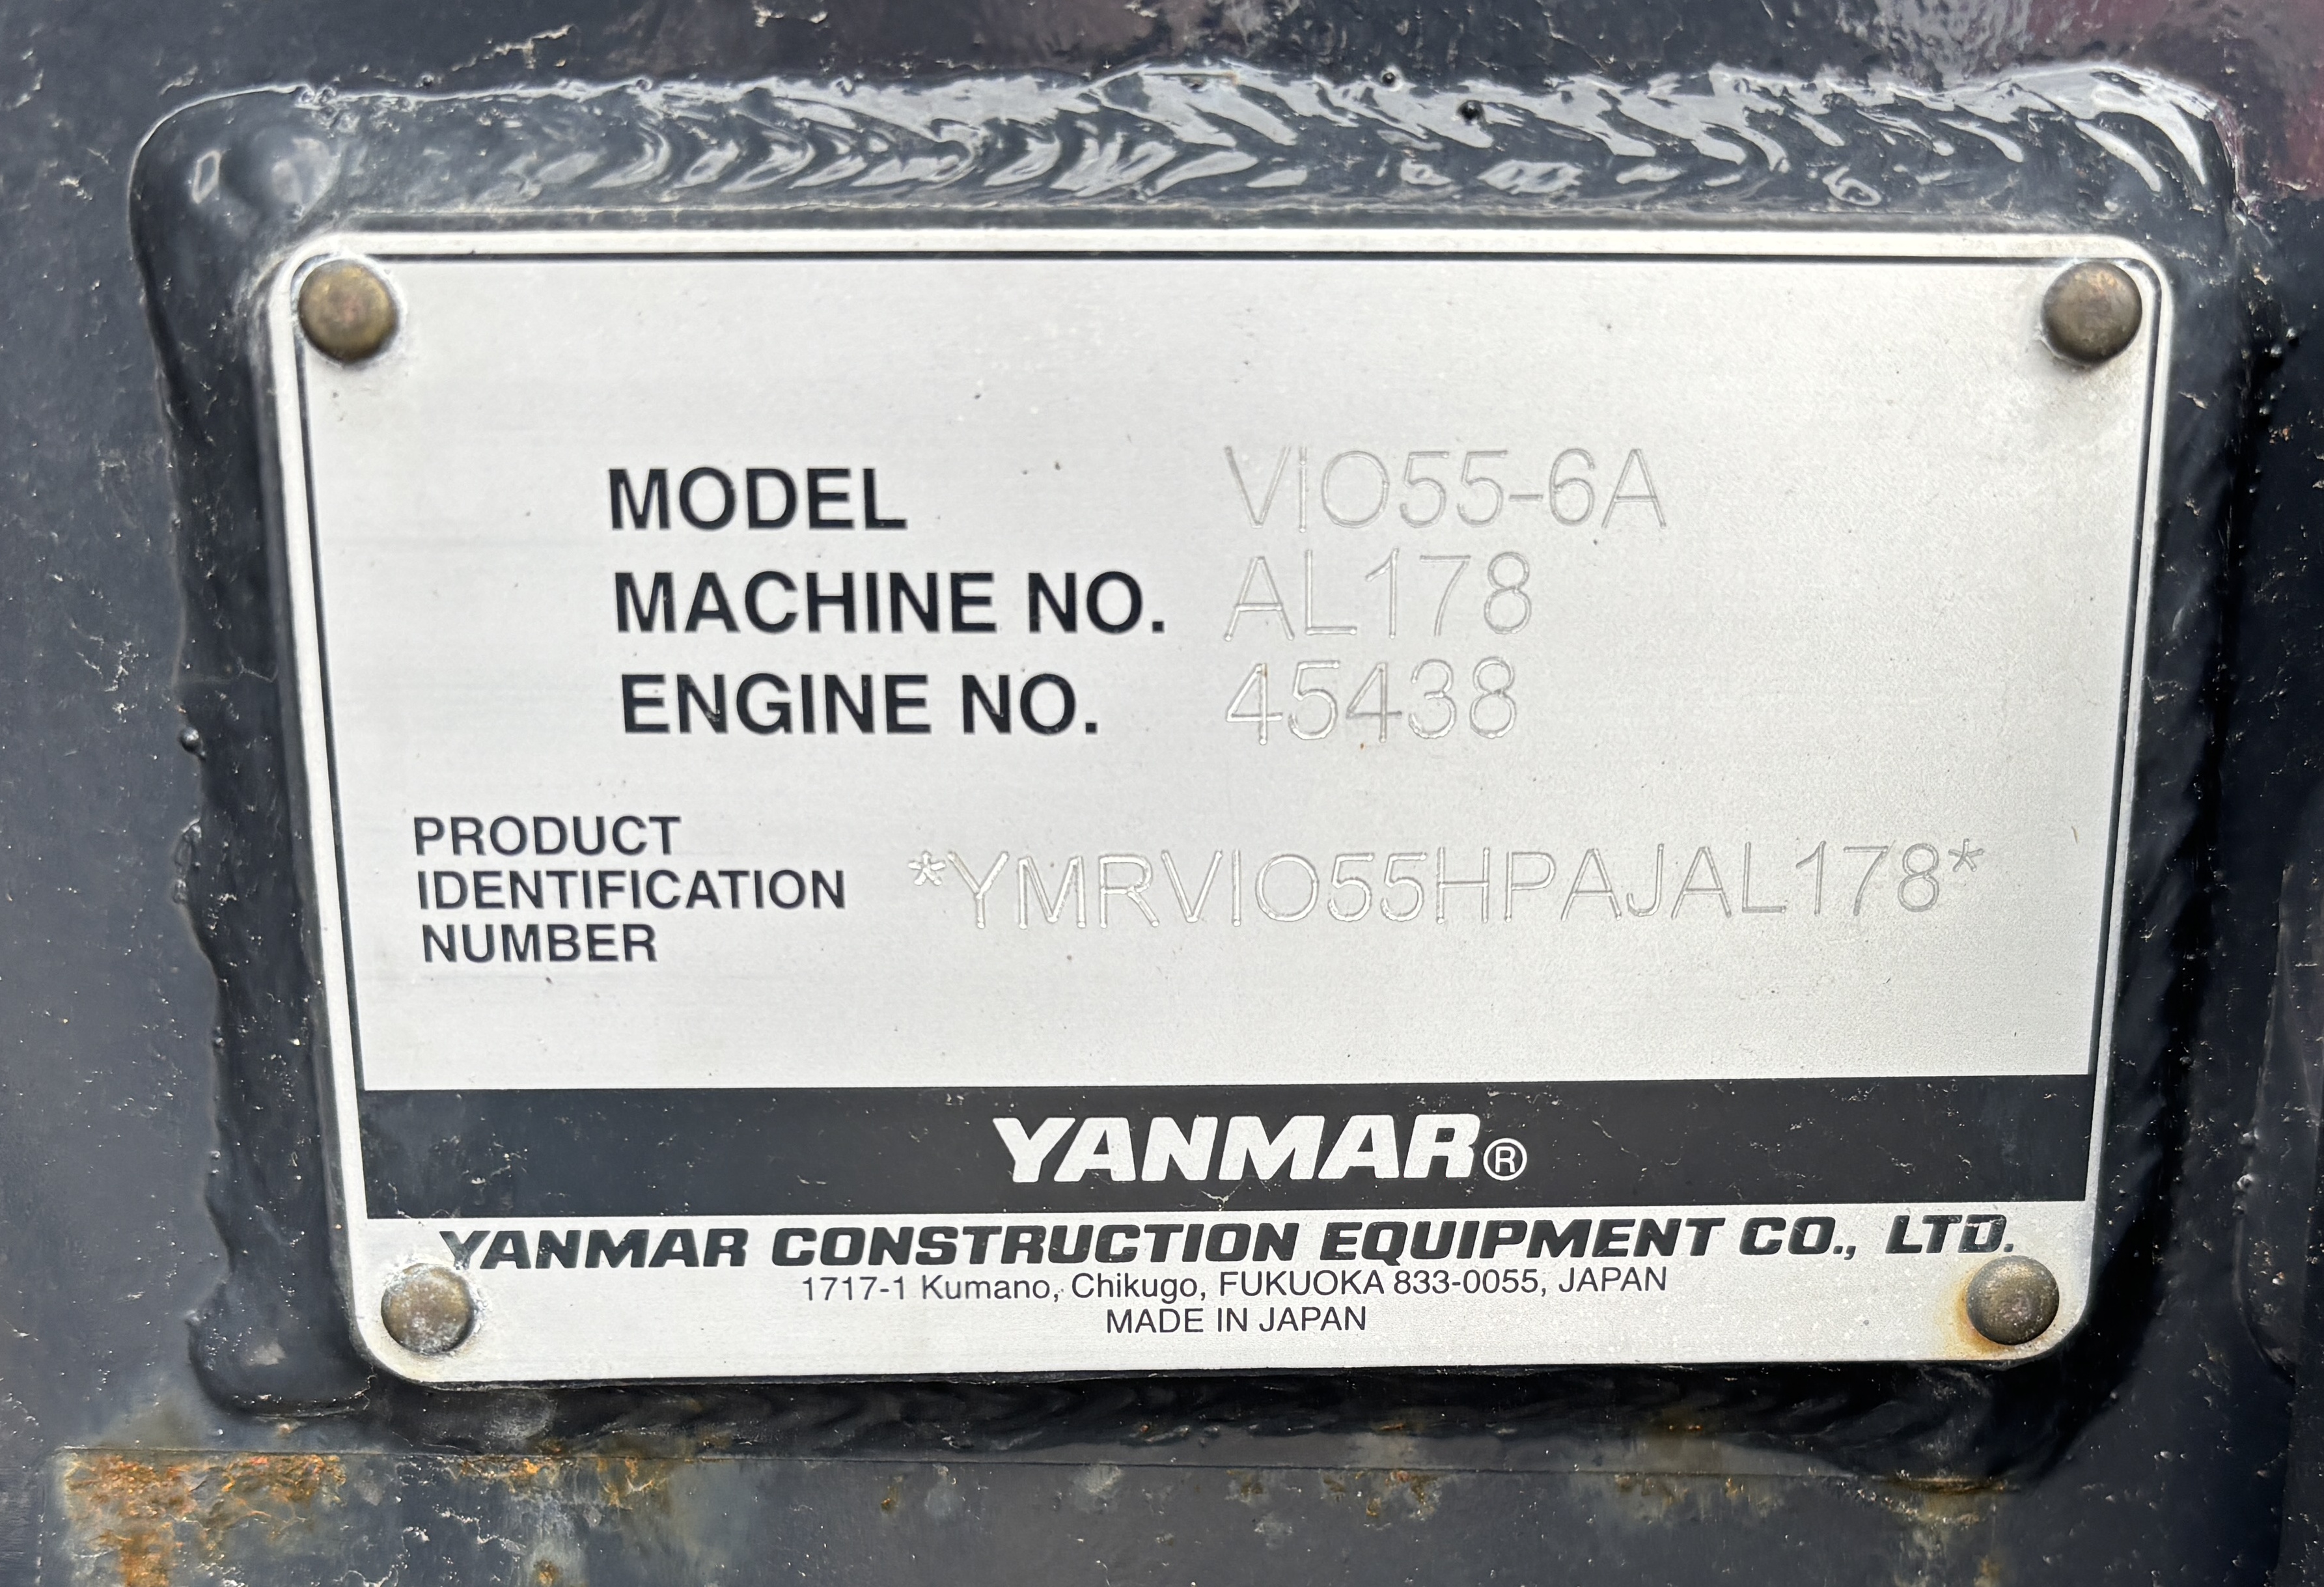 MODEL VIO55-6A
MACHINE NO. AL178
ENGINE NO. 45438
PRODUCT
IDENTIFICATION
NUMBER
*YMRVIO55HPAJAL178*
YANMAR®
YANMAR CONSTRUCTION EQUIPMENT CO., LTD.
1717-1 Kumano, Chikugo, FUKUOKA 833-0055, JAPAN
MADE IN JAPAN